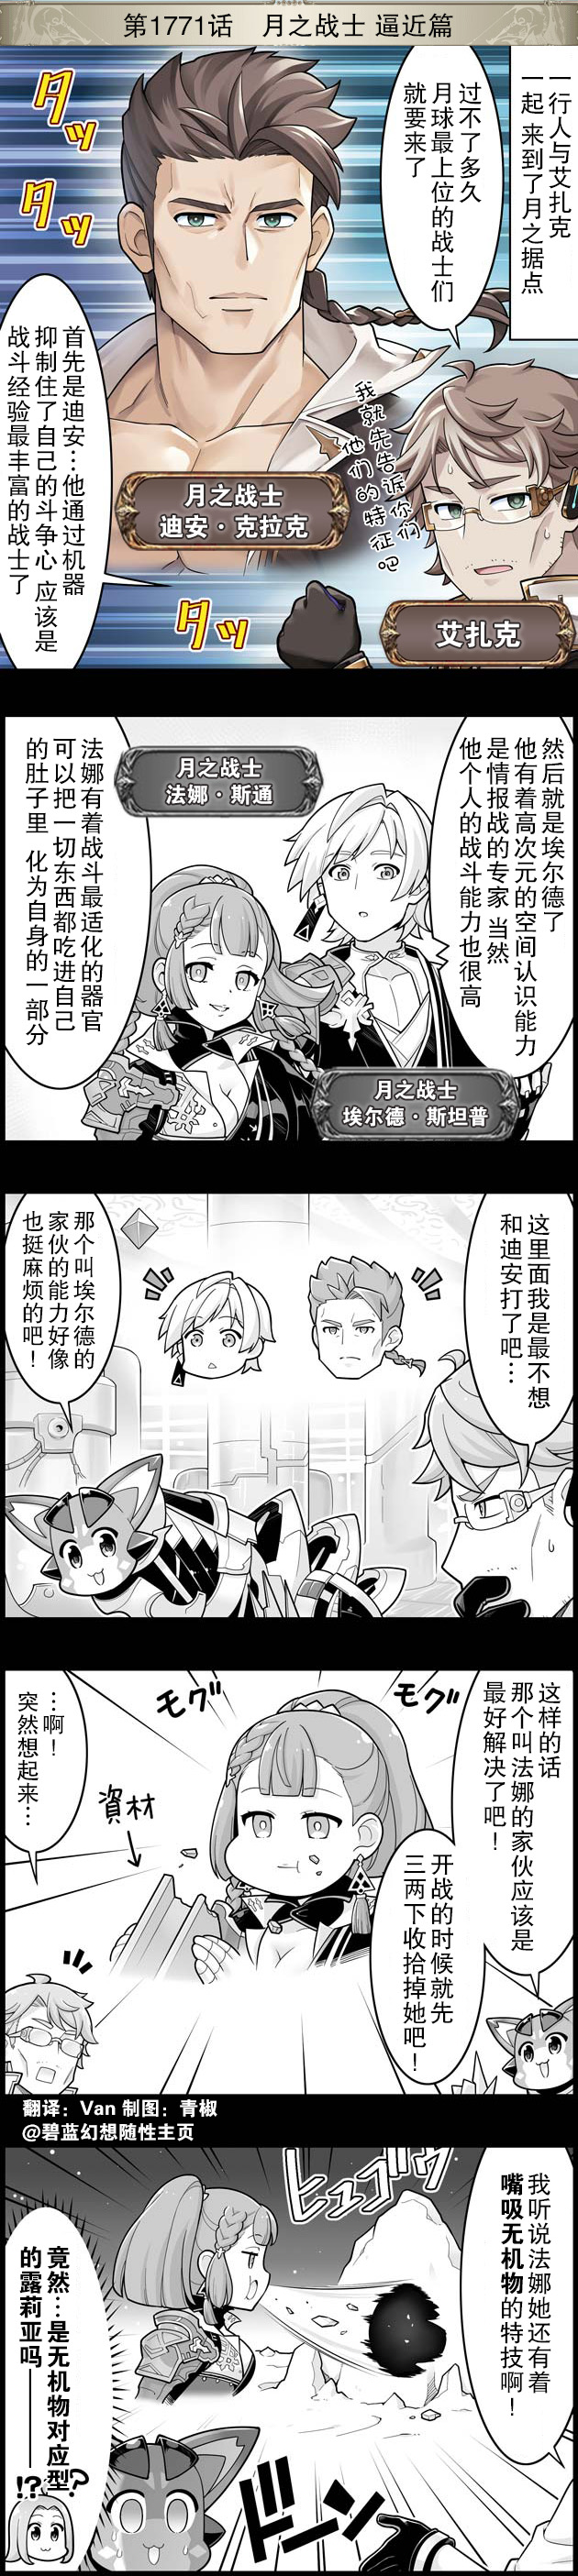 第1771话 月之战士 逼近篇
一行人与艾扎克
一起 来到了月之据点
过不了多久
月球最上位的战士们
就要来了
タッ
タッ
我就先告诉你们
他们的特征吧
月之战士
迪安·克拉克
首先是迪安…他通过机器
抑制住了自己的斗争心 应该是
战斗经验最丰富的战士了
タッ
艾扎克
然后就是埃尔德了
他有着高次元的空间认识能力
是情报战的专家 当然
他个人的战斗能力也很高
月之战士
法娜·斯通
法娜有着战斗最适化的器官
可以把一切东西都吃进自己
的肚子里 化为自身的一部分
月之战士
埃尔德·斯坦普
这里面我是最不想
和迪安打了吧…
那个叫埃尔德的
家伙的能力好像
也挺麻烦的吧！
这样的话
那个叫法娜的家伙应该是
最好解决了吧！
开战的时候就先
三两下收拾掉她吧！
モグ
モグ
資材
…啊！
突然想起来…
翻译：Van 制图：青椒
@碧蓝幻想随性主页
我听说法娜她还有着
嘴吸无机物的特技啊！
ヒュゴゴッ
竟然…是无机物对应型
的露莉亚吗——
!?
?
ドーン